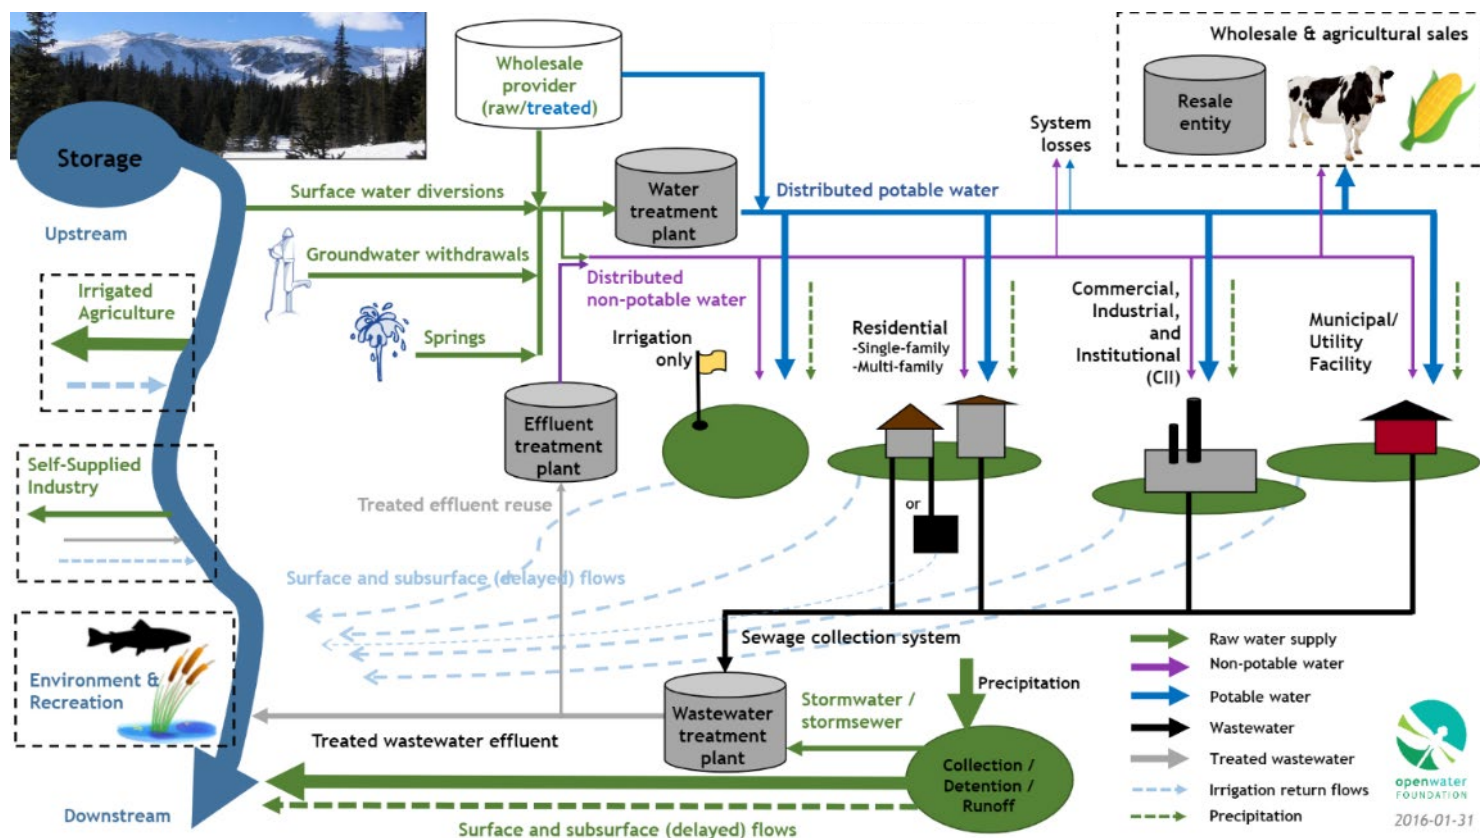 Wholesale
provider
(raw/treated)
Wholesale & agricultural sales
Resale
entity
Storage
System
losses
Water
treatment
plant
Surface water diversions
Distributed potable water
Upstream
Groundwater withdrawals
Distributed
non-potable water
Irrigated
Agriculture
Springs
Irrigation
only
Residential
-Single-family
-Multi-family
Commercial,
Industrial,
and
Institutional
(CII)
Municipal/
Utility
Facility
Effluent
treatment
plant
Self-Supplied
Industry
Treated effluent reuse
or
Surface and subsurface (delayed) flows
Sewage collection system
Environment &
Recreation
Wastewater
treatment
plant
Stormwater /
stormsewer
Precipitation
Treated wastewater effluent
Collection /
Detention /
Runoff
Downstream
Surface and subsurface (delayed) flows
Raw water supply
Non-potable water
Potable water
Wastewater
Treated wastewater
Irrigation return flows
Precipitation
openwater
FOUNDATION
2016-01-31